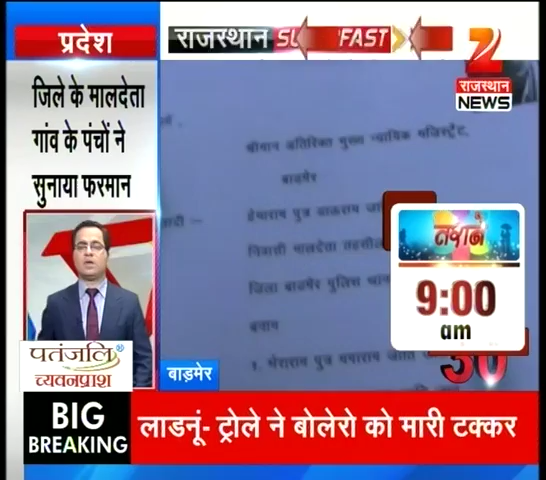 प्रदेश
राजस्थान FAST
राजस्थान
NEWS
जिले के मालदेता
गांव के पंचों ने
सुनाया फरमान
श्रीमान अतिरिक्त मुख्य न्यायिक मजिस्ट्रेट,
बाड़मेर
हेमाराम पुत्र
निवासी मालदेता
जिला बाड़मेर पुलिस
बनाम
9:00
am
30
पतंजलि®
च्यवनप्राश
बाड़मेर
BIG
BREAKING
लाडनूं- ट्रोले ने बोलेरो को मारी टक्कर